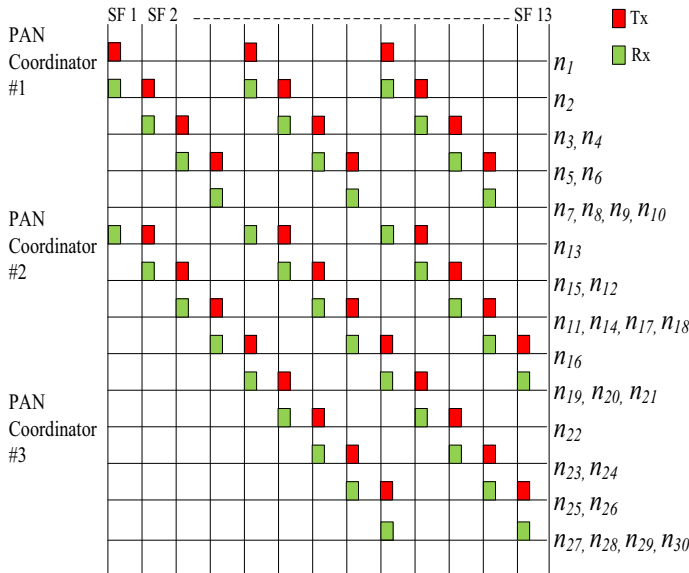 SF 1 SF 2 SF 13
Tx
Rx
PAN
Coordinator
#1
n1
n2
n3, n4
n5, n6
n7, n8, n9, n10
PAN
Coordinator
#2
n13
n15, n12
n11, n14, n17, n18
n16
PAN
Coordinator
#3
n19, n20, n21
n22
n23, n24
n25, n26
n27, n28, n29, n30